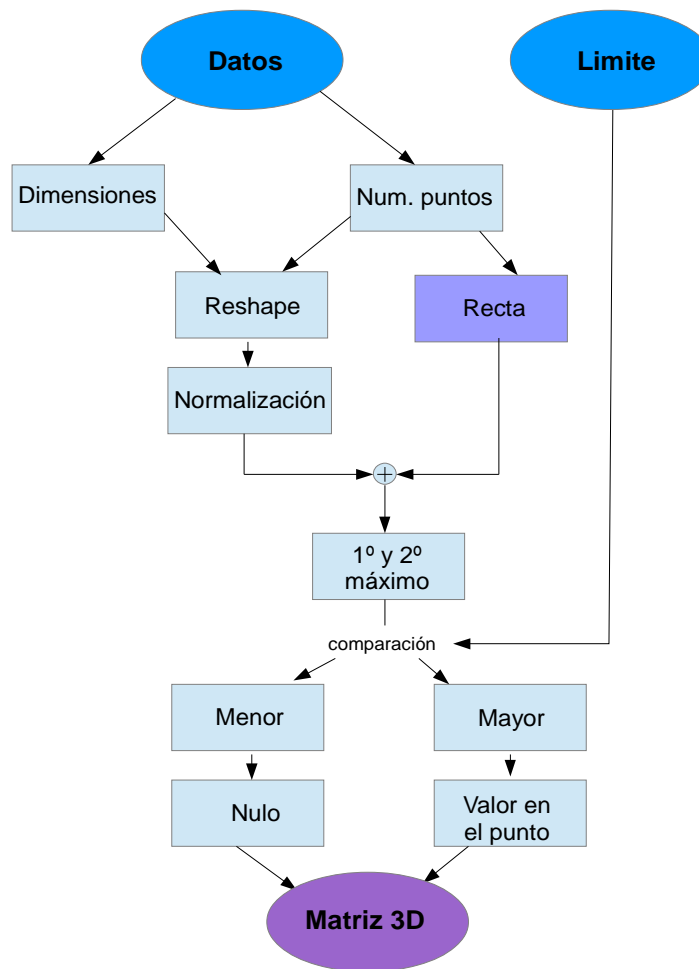 Datos
Limite
Dimensiones
Num. puntos
Reshape
Recta
Normalización
1º y 2º
máximo
comparación
Menor
Mayor
Nulo
Valor en
el punto
Matriz 3D